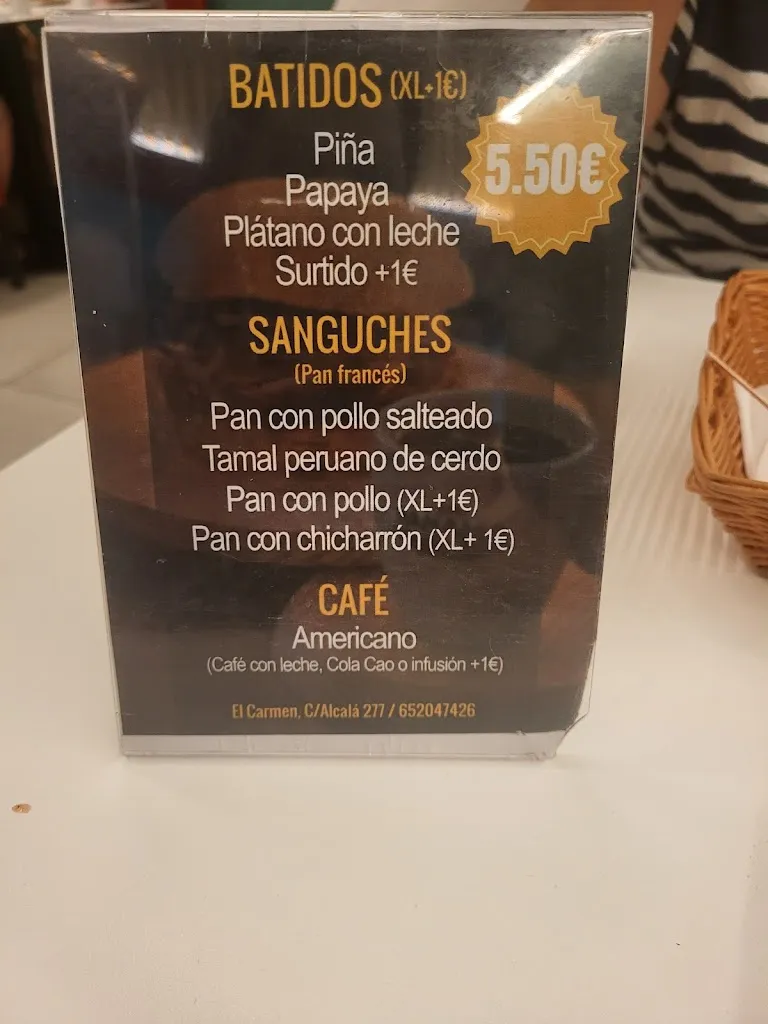 BATIDOS (XL+1€)
5.50€
Piña
Papaya
Plátano con leche
Surtido +1€
SANGUCHES
(Pan francés)
Pan con pollo salteado
Tamal peruano de cerdo
Pan con pollo (XL+1€)
Pan con chicharrón (XL+ 1€)
CAFÉ
Americano
(Café con leche, Cola Cao o infusión +1€)
El Carmen, C/Alcalá 277 / 652047426